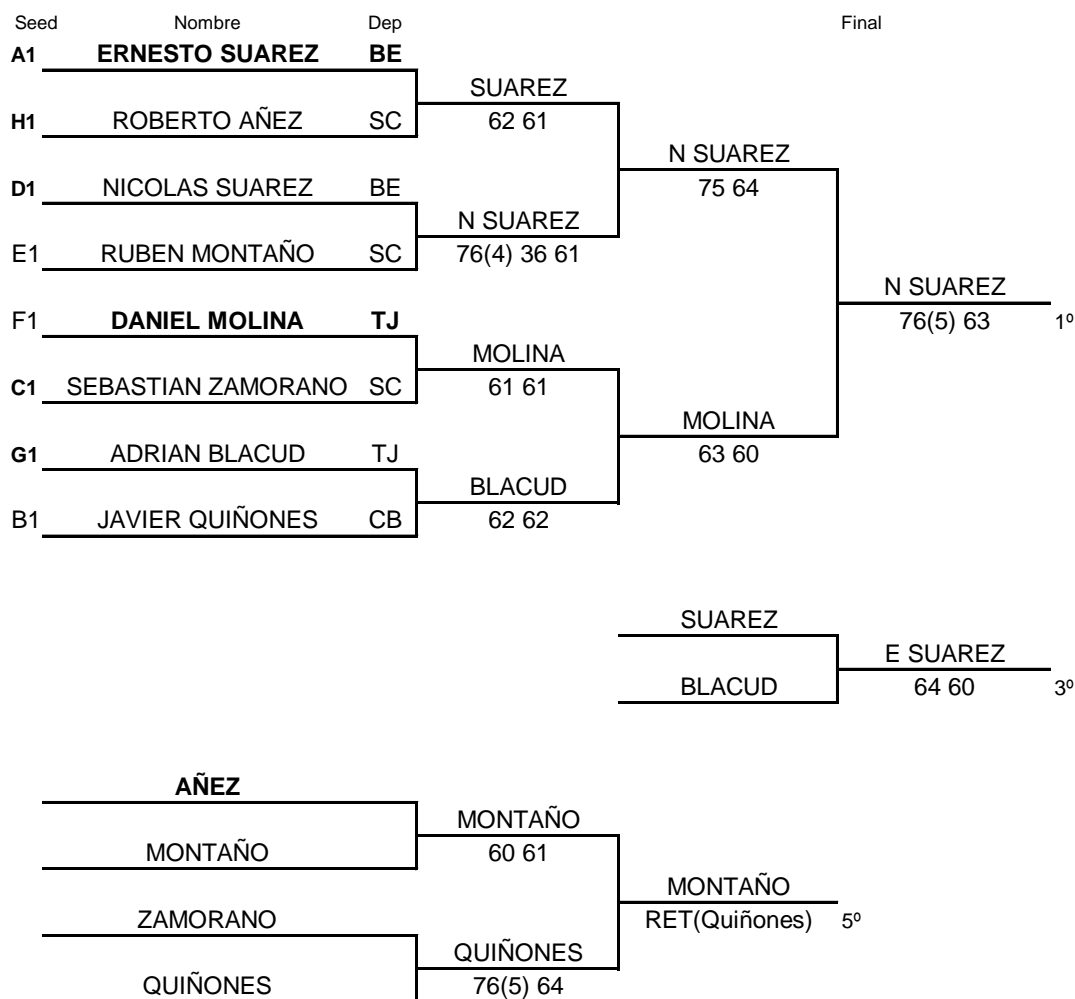 Seed Nombre Dep Final
A1 ERNESTO SUAREZ BE
SUAREZ
H1 ROBERTO AÑEZ SC 62 61
N SUAREZ
D1 NICOLAS SUAREZ BE 75 64
N SUAREZ
E1 RUBEN MONTAÑO SC 76(4) 36 61
N SUAREZ
F1 DANIEL MOLINA TJ 76(5) 63 1º
MOLINA
C1 SEBASTIAN ZAMORANO SC 61 61
MOLINA
G1 ADRIAN BLACUD TJ 63 60
BLACUD
B1 JAVIER QUIÑONES CB 62 62
SUAREZ
E SUAREZ
BLACUD 64 60 3º
AÑEZ
MONTAÑO
MONTAÑO 60 61
MONTAÑO
ZAMORANO RET(Quiñones) 5º
QUIÑONES
QUIÑONES 76(5) 64